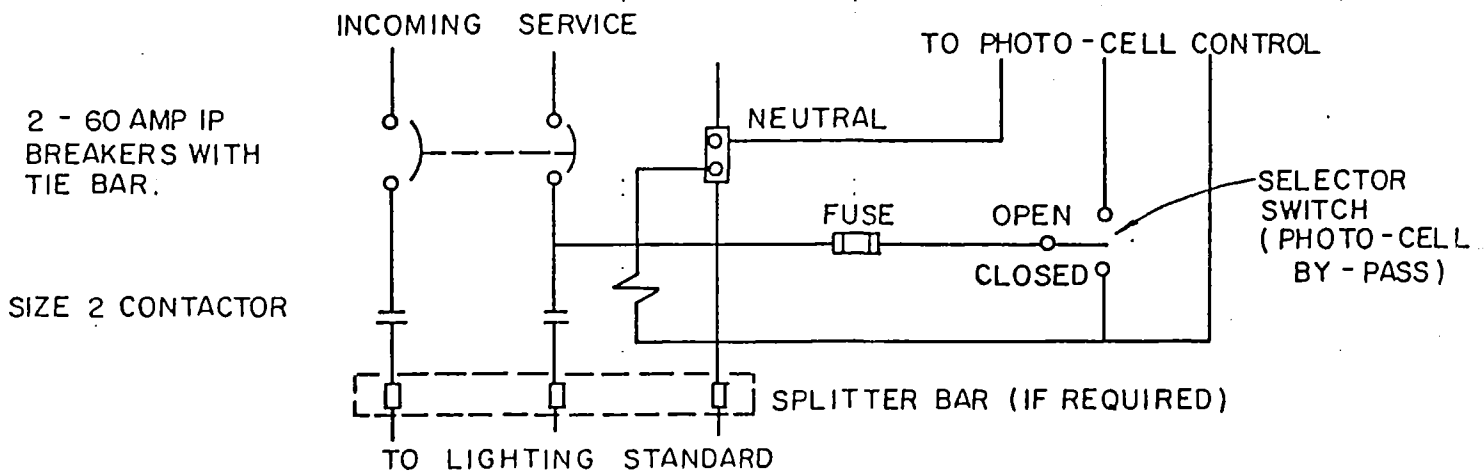 INCOMING SERVICE
TO PHOTO-CELL CONTROL
2 - 60 AMP IP
BREAKERS WITH
TIE BAR.
NEUTRAL
FUSE
OPEN
CLOSED
SELECTOR
SWITCH
(PHOTO-CELL
BY-PASS)
SIZE 2 CONTACTOR
SPLITTER BAR (IF REQUIRED)
TO LIGHTING STANDARD